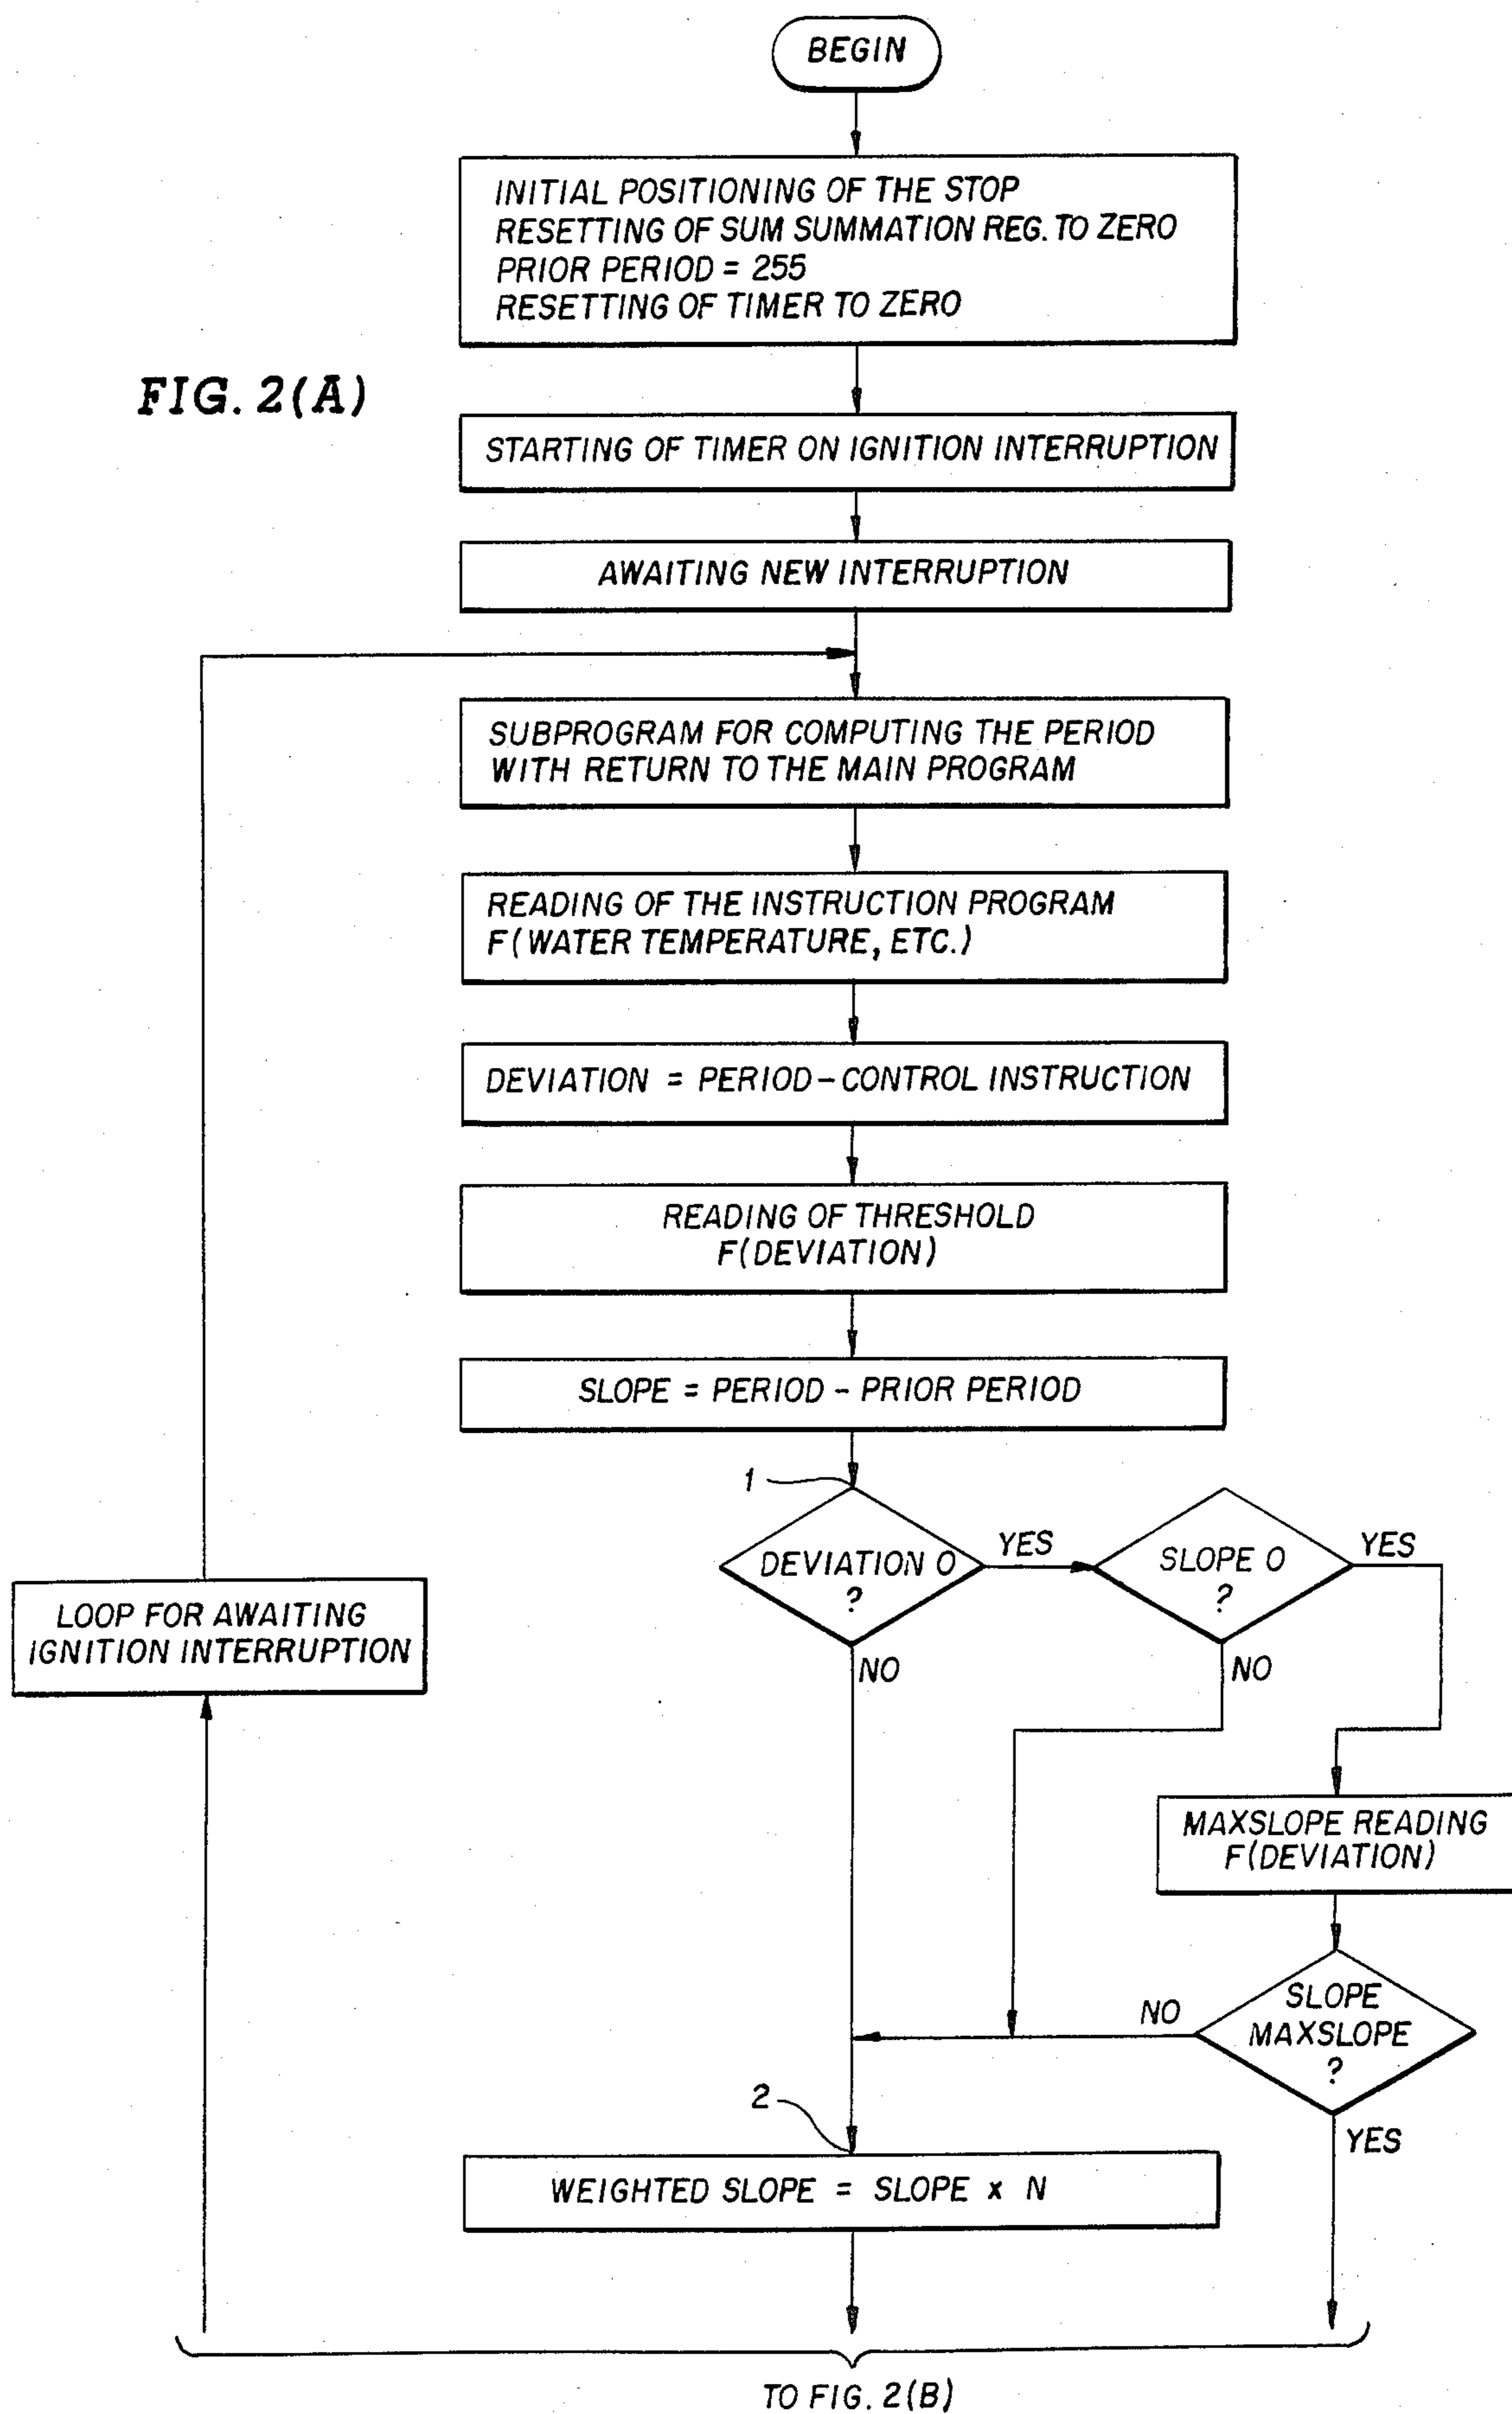 BEGIN
INITIAL POSITIONING OF THE STOP
RESETTING OF SUM SUMMATION REG. TO ZERO
PRIOR PERIOD = 255
RESETTING OF TIMER TO ZERO
FIG. 2(A)
STARTING OF TIMER ON IGNITION INTERRUPTION
AWAITING NEW INTERRUPTION
SUBPROGRAM FOR COMPUTING THE PERIOD
WITH RETURN TO THE MAIN PROGRAM
READING OF THE INSTRUCTION PROGRAM
F(WATER TEMPERATURE, ETC.)
DEVIATION = PERIOD - CONTROL INSTRUCTION
READING OF THRESHOLD
F(DEVIATION)
SLOPE = PERIOD - PRIOR PERIOD
1
DEVIATION 0
?
YES
SLOPE 0
?
YES
NO
NO
LOOP FOR AWAITING
IGNITION INTERRUPTION
MAXSLOPE READING
F(DEVIATION)
SLOPE
MAXSLOPE
?
NO
YES
2
WEIGHTED SLOPE = SLOPE x N
TO FIG. 2(B)